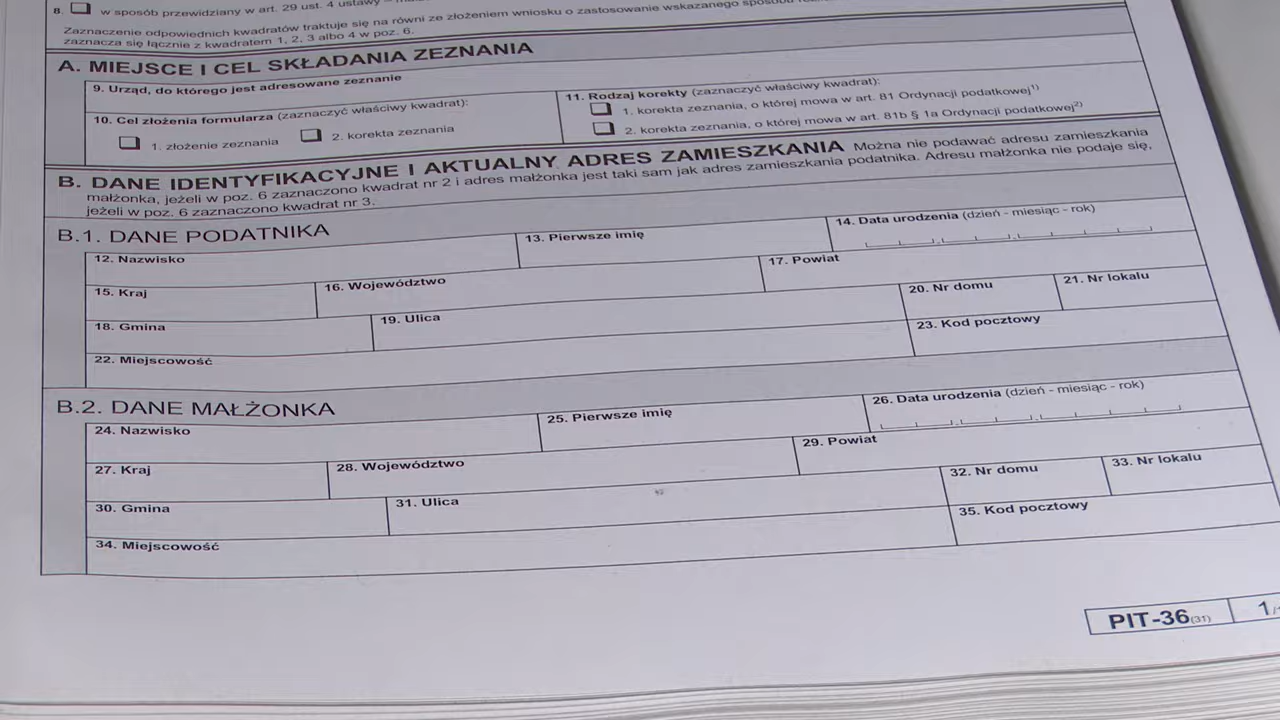 8. w sposób przewidziany w art. 29 ust. 4 ustawy –
Zaznaczenie odpowiednich kwadratów traktuje się na równi ze złożeniem wniosku o zastosowanie wskazanego sposobu
zaznacza się łącznie z kwadratem 1, 2, 3 albo 4 w poz. 6.
A. MIEJSCE I CEL SKŁADANIA ZEZNANIA
9. Urząd, do którego jest adresowane zeznanie
10. Cel złożenia formularza (zaznaczyć właściwy kwadrat):
1. złożenie zeznania 2. korekta zeznania
11. Rodzaj korekty (zaznaczyć właściwy kwadrat):
1. korekta zeznania, o której mowa w art. 81 Ordynacji podatkowej1)
2. korekta zeznania, o której mowa w art. 81b § 1a Ordynacji podatkowej2)
B. DANE IDENTYFIKACYJNE I AKTUALNY ADRES ZAMIESZKANIA Można nie podawać adresu zamieszkania
małżonka, jeżeli w poz. 6 zaznaczono kwadrat nr 2 i adres małżonka jest taki sam jak adres zamieszkania podatnika. Adresu małżonka nie podaje się,
jeżeli w poz. 6 zaznaczono kwadrat nr 3.
B.1. DANE PODATNIKA
12. Nazwisko 13. Pierwsze imię 14. Data urodzenia (dzień - miesiąc - rok)
15. Kraj 16. Województwo 17. Powiat
18. Gmina 19. Ulica 20. Nr domu 21. Nr lokalu
22. Miejscowość 23. Kod pocztowy
B.2. DANE MAŁŻONKA
24. Nazwisko 25. Pierwsze imię 26. Data urodzenia (dzień - miesiąc - rok)
27. Kraj 28. Województwo 29. Powiat
30. Gmina 31. Ulica 32. Nr domu 33. Nr lokalu
34. Miejscowość 35. Kod pocztowy
PIT-36(31) 1/